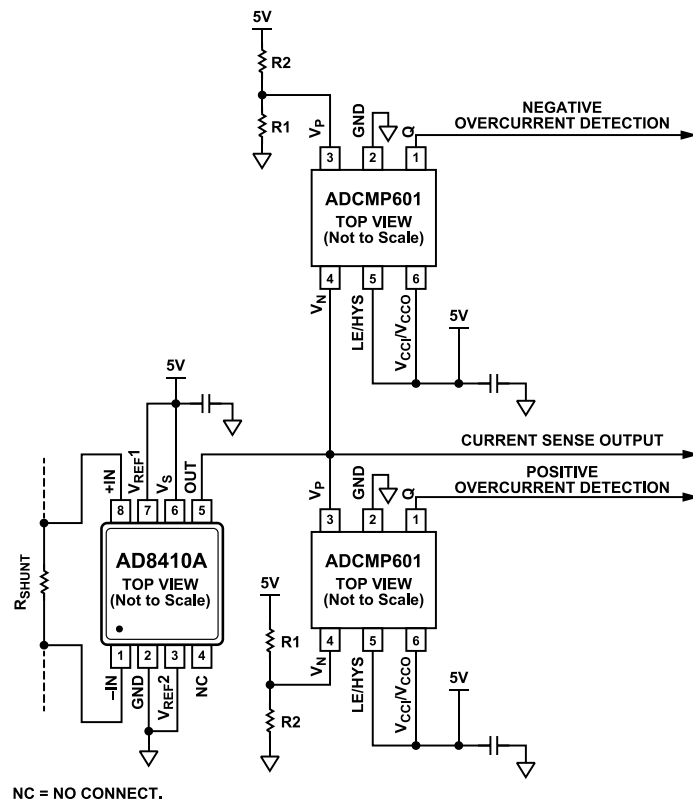 5V
R2
R1
VP
GND
Q
NEGATIVE
OVERCURRENT DETECTION
3
2
1
ADCMP601
TOP VIEW
(Not to Scale)
4
5
6
VN
LE/HYS
VCCI/VCCO
5V
5V
+IN
VREF1
VS
OUT
CURRENT SENSE OUTPUT
VP
GND
Q
POSITIVE
OVERCURRENT DETECTION
8
7
6
5
3
2
1
RSHUNT
AD8410A
TOP VIEW
(Not to Scale)
ADCMP601
TOP VIEW
(Not to Scale)
5V
R1
R2
1
2
3
4
4
5
6
–IN
GND
VREF2
NC
VN
LE/HYS
VCCI/VCCO
5V
NC = NO CONNECT.